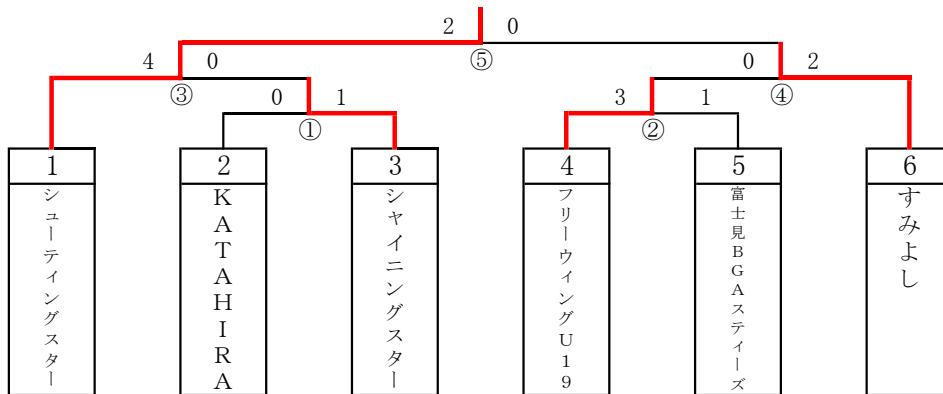 2 0
⑤
4 0
0 2
③
④
0 1
3 1
①
②
1
2
3
4
5
6
シューティングスター
KATAHIRA
シャイニングスター
フリーウィングU19
富士見BGAスティーズ
すみよし